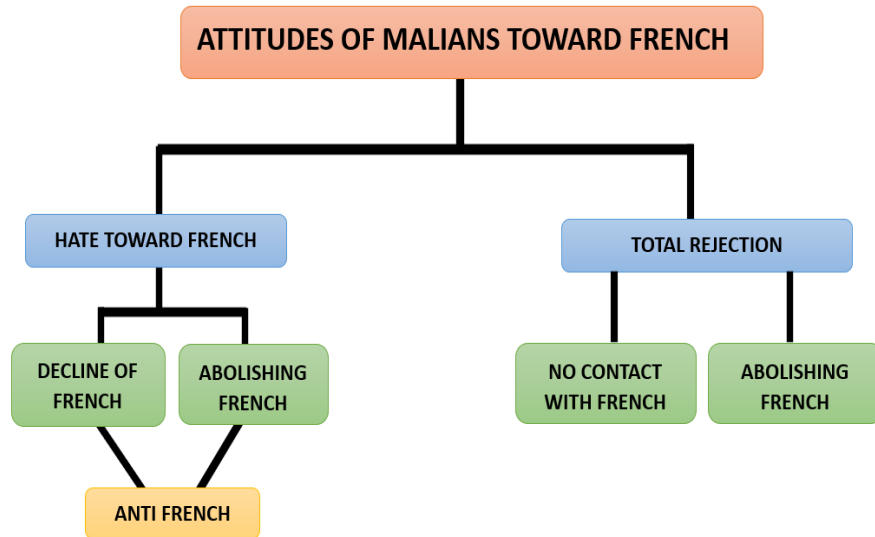 ATTITUDES OF MALIANS TOWARD FRENCH
HATE TOWARD FRENCH
TOTAL REJECTION
DECLINE OF
FRENCH
ABOLISHING
FRENCH
NO CONTACT
WITH FRENCH
ABOLISHING
FRENCH
ANTI FRENCH